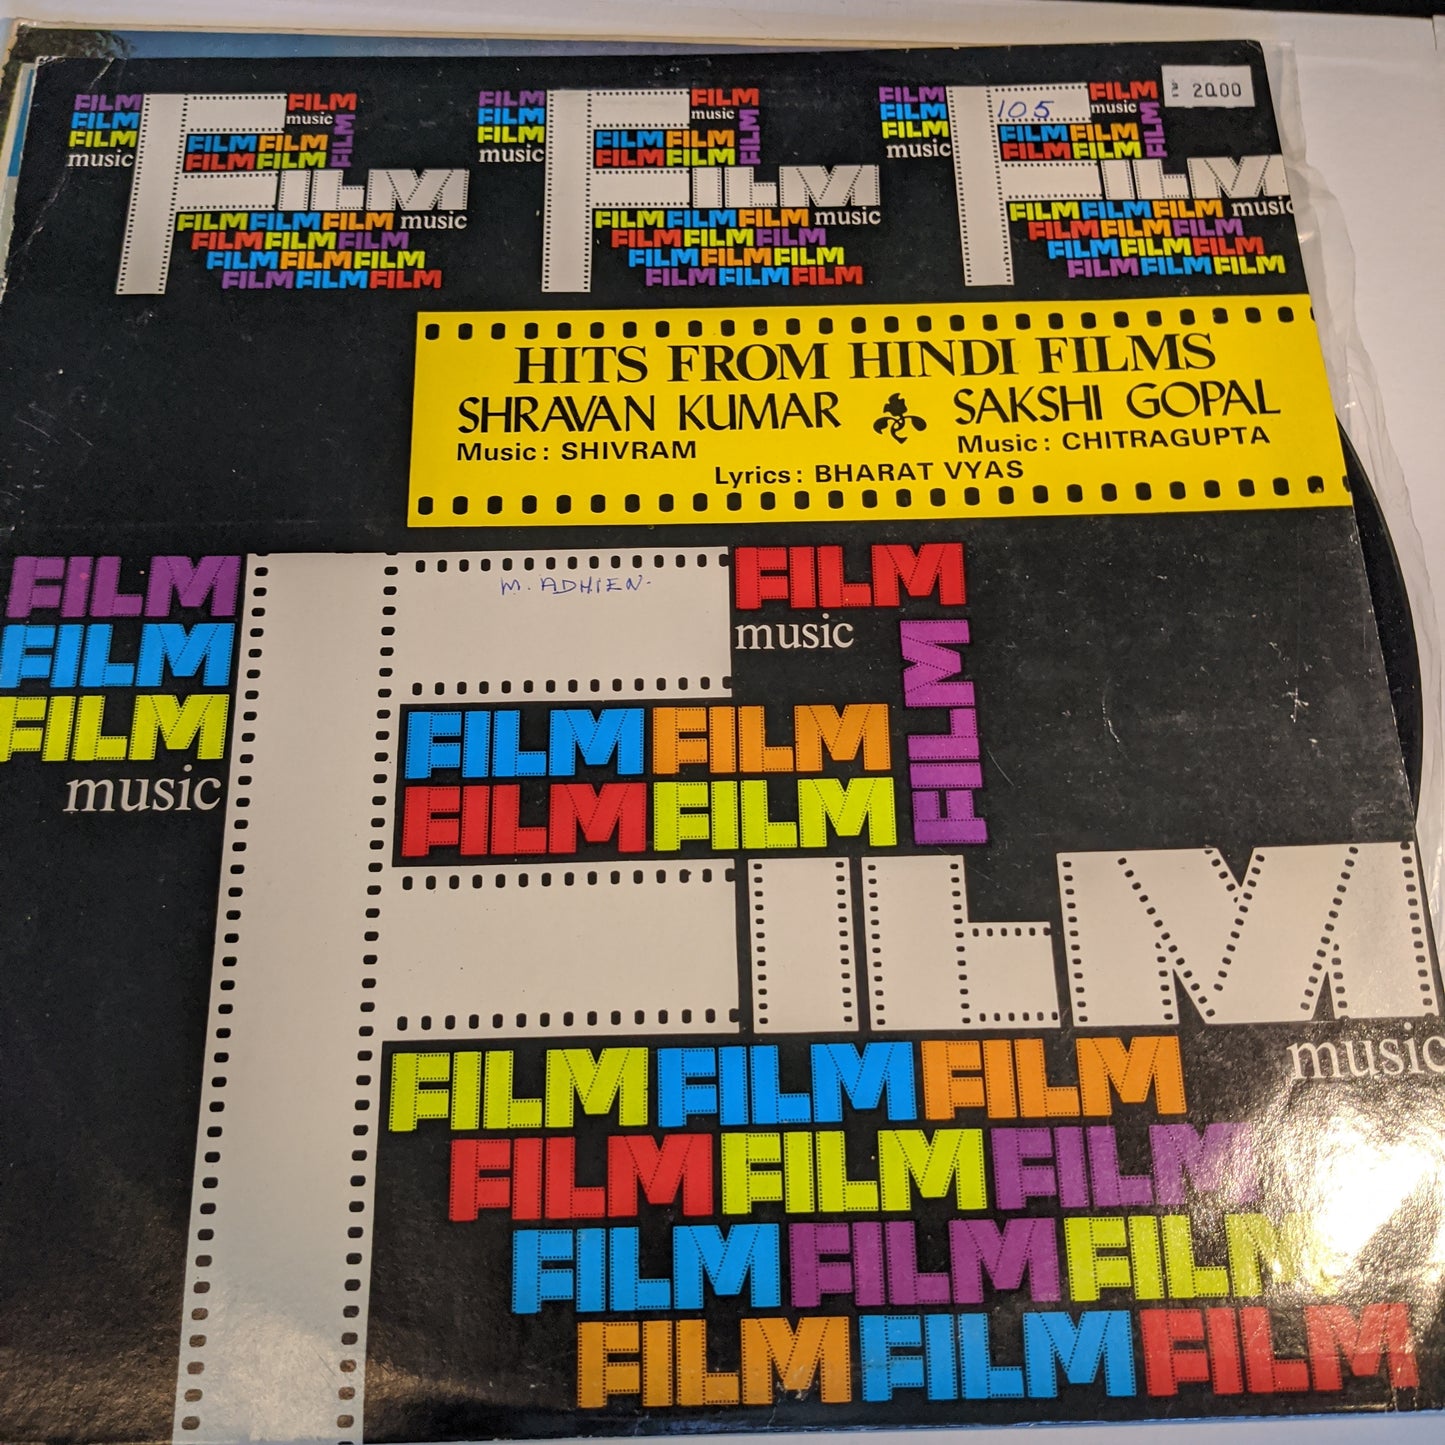 FILM FILM FILM FILM FILM FILM
20.00
FILM music FILM music FILM 105 music
FILM FILM FILM FILM FILM FILM FILM FILM FILM FILM FILM FILM
music FILM FILM music FILM FILM music FILM FILM
FILM FILM FILM
FILM FILM FILM music FILM FILM FILM music FILM FILM FILM music
FILM FILM FILM FILM FILM FILM FILM FILM FILM
FILM FILM FILM FILM FILM FILM FILM FILM FILM
FILM FILM FILM FILM FILM FILM FILM FILM FILM
HITS FROM HINDI FILMS
SHRAVAN KUMAR SAKSHI GOPAL
Music: SHIVRAM Music: CHITRAGUPTA
Lyrics: BHARAT VYAS
FILM M. ADHIEN. FILM
FILM music FILM
FILM FILM FILM
music FILM FILM
FILM
music
FILM FILM FILM
FILM FILM FILM
FILM FILM FILM
FILM FILM FILM